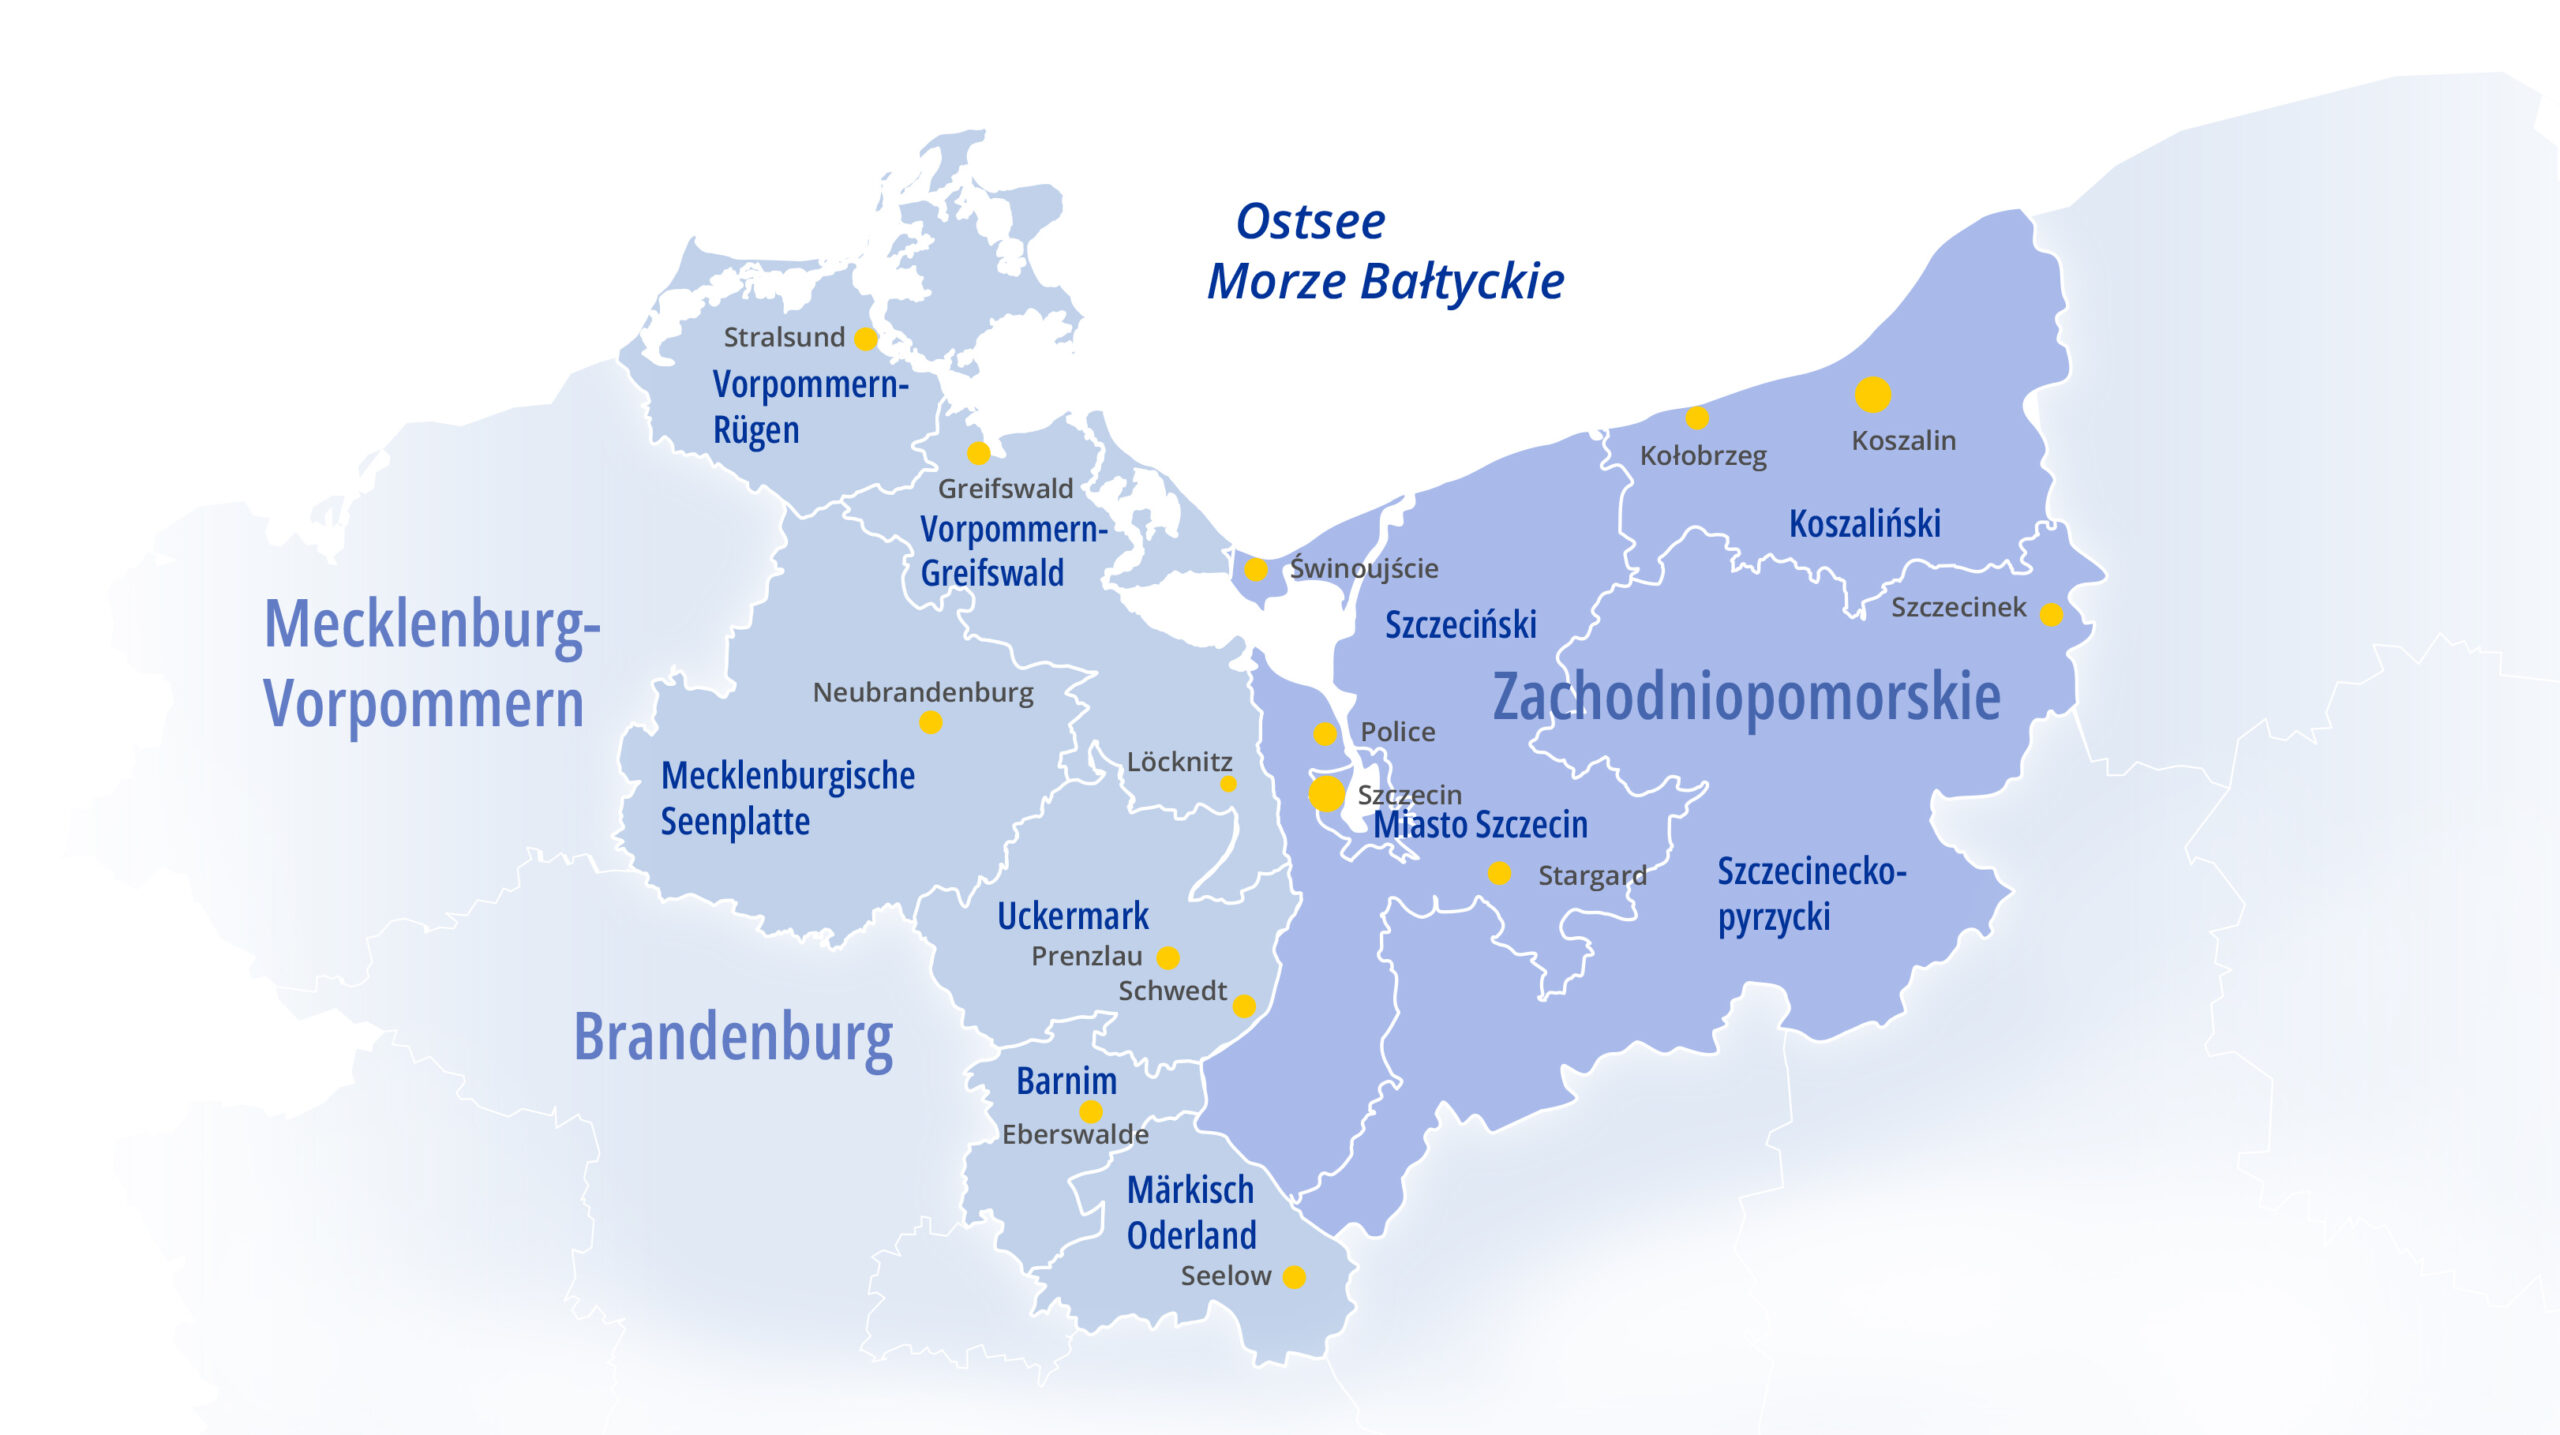 Ostsee
Morze Bałtyckie
Stralsund
Vorpommern-
Rügen
Greifswald
Vorpommern-
Greifswald
Kołobrzeg
Koszalin
Koszaliński
Świnoujście
Szczeciński
Szczecinek
Mecklenburg-
Vorpommern
Zachodniopomorskie
Neubrandenburg
Mecklenburgische
Seenplatte
Löcknitz
Police
Szczecin
Miasto Szczecin
Stargard
Szczecinecko-
pyrzycki
Uckermark
Prenzlau
Schwedt
Brandenburg
Barnim
Eberswalde
Märkisch
Oderland
Seelow